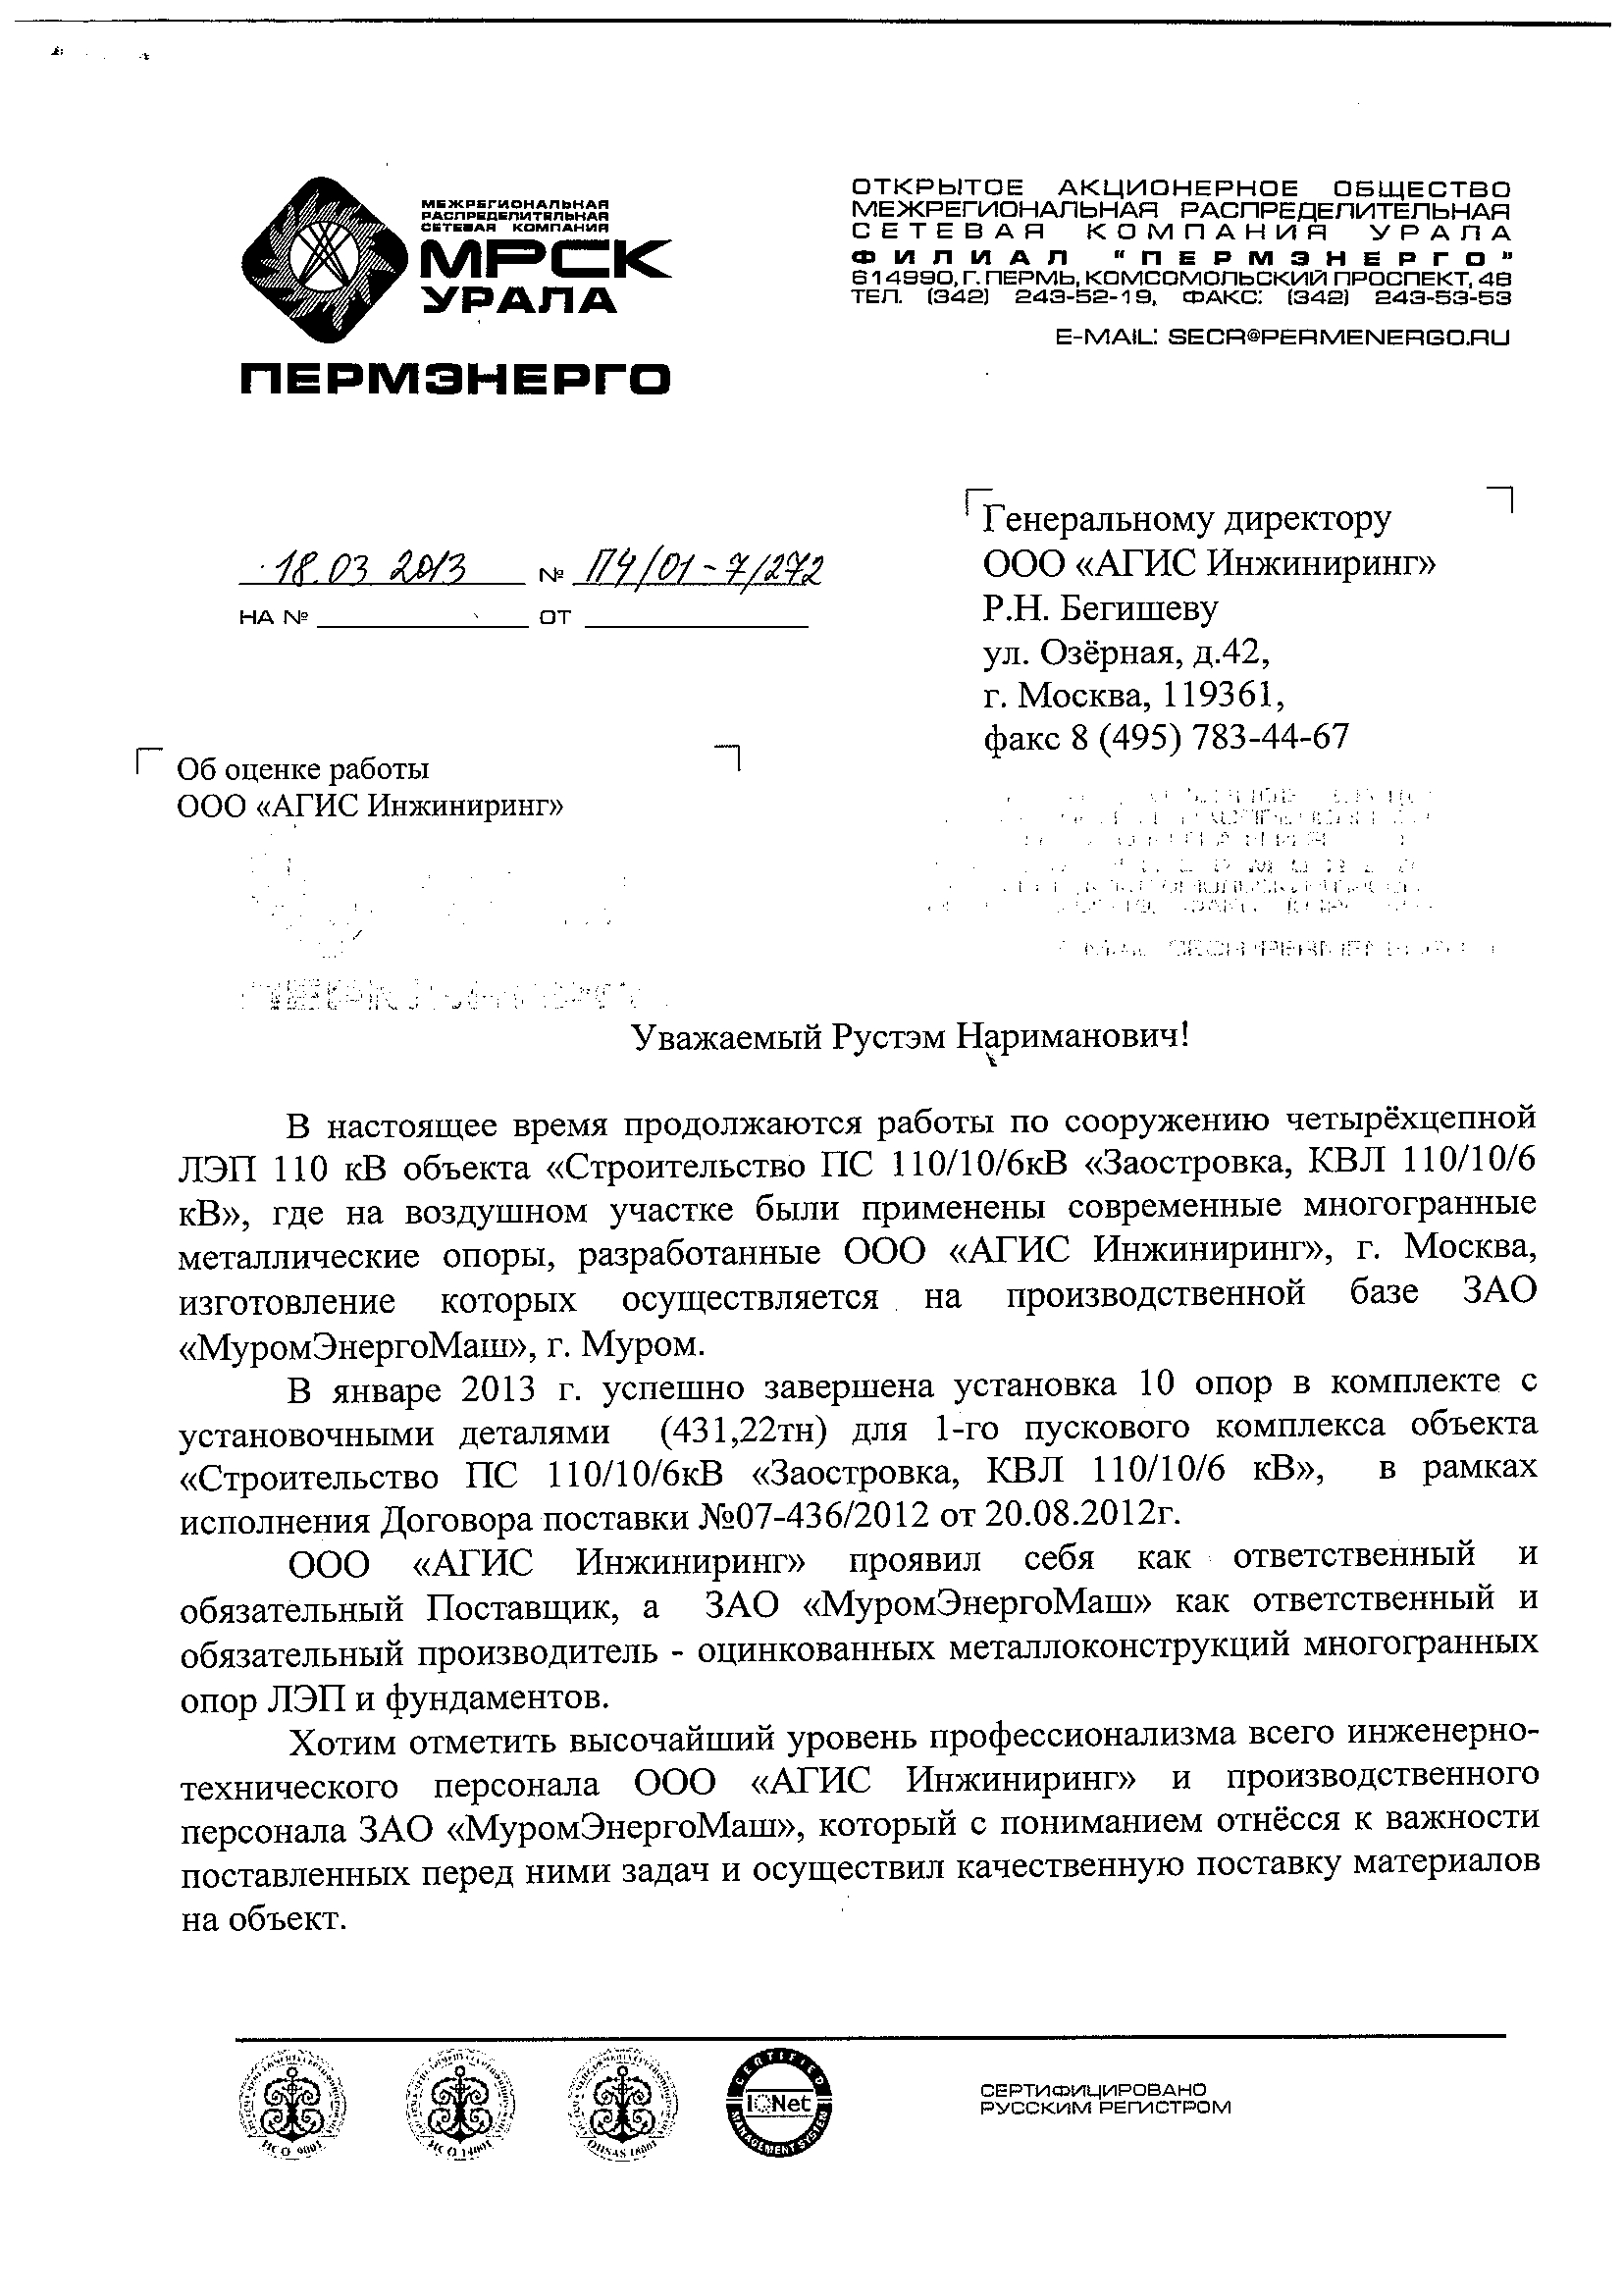 МЕЖРЕГИОНАЛЬНАЯ
РАСПРЕДЕЛИТЕЛЬНАЯ
СЕТЕВАЯ КОМПАНИЯ
МРСК
УРАЛА
ПЕРМЭНЕРГО
ОТКРЫТОЕ АКЦИОНЕРНОЕ ОБЩЕСТВО
МЕЖРЕГИОНАЛЬНАЯ РАСПРЕДЕЛИТЕЛЬНАЯ
СЕТЕВАЯ КОМПАНИЯ УРАЛА
ФИЛИАЛ "ПЕРМЭНЕРГО"
614990, Г. ПЕРМЬ, КОМСОМОЛЬСКИЙ ПРОСПЕКТ, 48
ТЕЛ. (342) 243-52-19, ФАКС: (342) 243-53-53
E-MAIL: SECR@PERMENERGO.RU
18.03 2013 № ПЧ/01-7/272
НА № ОТ
Генеральному директору
ООО «АГИС Инжиниринг»
Р.Н. Бегишеву
ул. Озёрная, д.42,
г. Москва, 119361,
факс 8 (495) 783-44-67
Об оценке работы
ООО «АГИС Инжиниринг»
Уважаемый Рустэм Нариманович!
В настоящее время продолжаются работы по сооружению четырёхцепной
ЛЭП 110 кВ объекта «Строительство ПС 110/10/6кВ «Заостровка, КВЛ 110/10/6
кВ», где на воздушном участке были применены современные многогранные
металлические опоры, разработанные ООО «АГИС Инжиниринг», г. Москва,
изготовление которых осуществляется на производственной базе ЗАО
«МуромЭнергоМаш», г. Муром.
В январе 2013 г. успешно завершена установка 10 опор в комплекте с
установочными деталями (431,22тн) для 1-го пускового комплекса объекта
«Строительство ПС 110/10/6кВ «Заостровка, КВЛ 110/10/6 кВ», в рамках
исполнения Договора поставки №07-436/2012 от 20.08.2012г.
ООО «АГИС Инжиниринг» проявил себя как ответственный и
обязательный Поставщик, а ЗАО «МуромЭнергоМаш» как ответственный и
обязательный производитель - оцинкованных металлоконструкций многогранных
опор ЛЭП и фундаментов.
Хотим отметить высочайший уровень профессионализма всего инженерно-
технического персонала ООО «АГИС Инжиниринг» и производственного
персонала ЗАО «МуромЭнергоМаш», который с пониманием отнёсся к важности
поставленных перед ними задач и осуществил качественную поставку материалов
на объект.
ИСО 9001
ИСО 14001
OHSAS 18001
CERTIFIED
IQNet
MANAGEMENT SYSTEM
СЕРТИФИЦИРОВАНО
РУССКИМ РЕГИСТРОМ